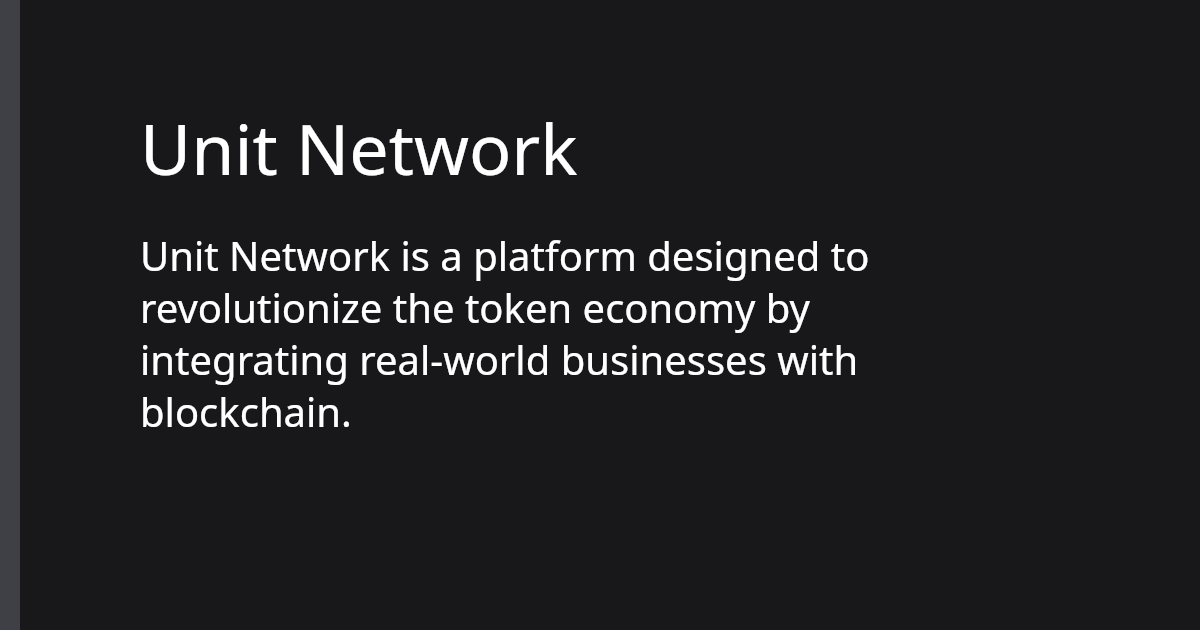 Unit Network
Unit Network is a platform designed to
revolutionize the token economy by
integrating real-world businesses with
blockchain.